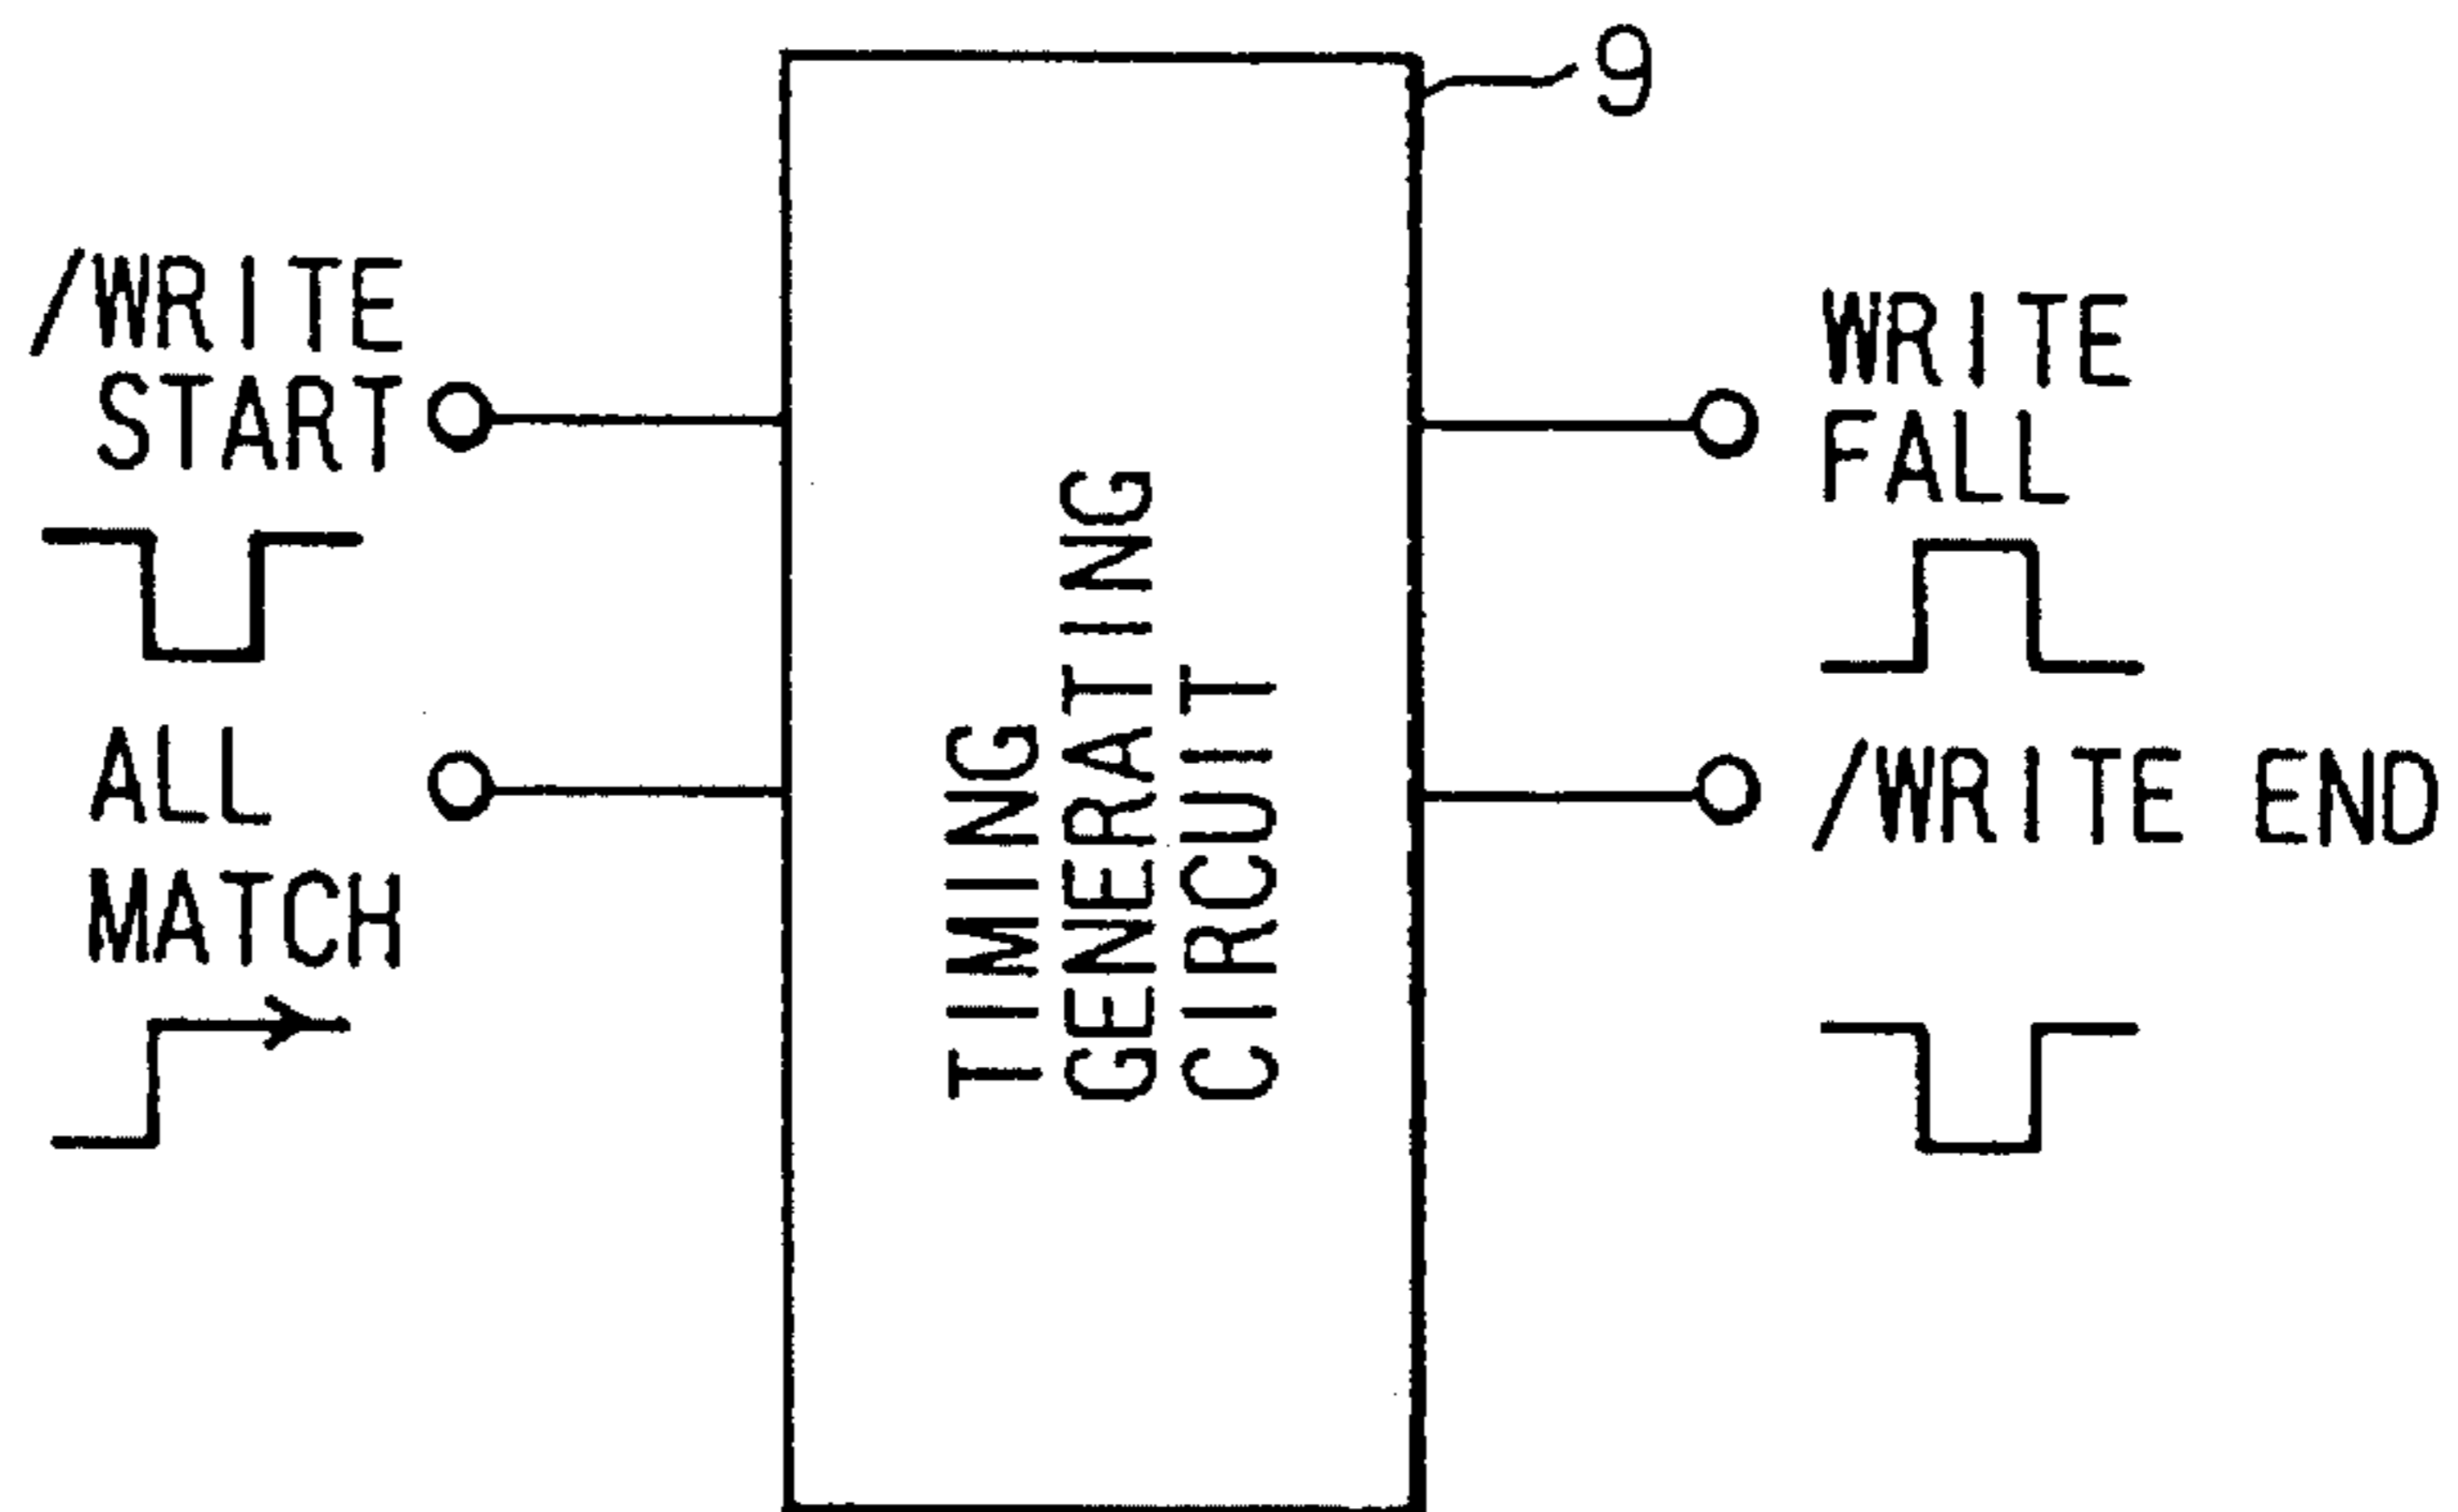 9
/WRITE
START
ALL
MATCH
TIMING
GENERATING
CIRCUIT
WRITE
FALL
/WRITE END